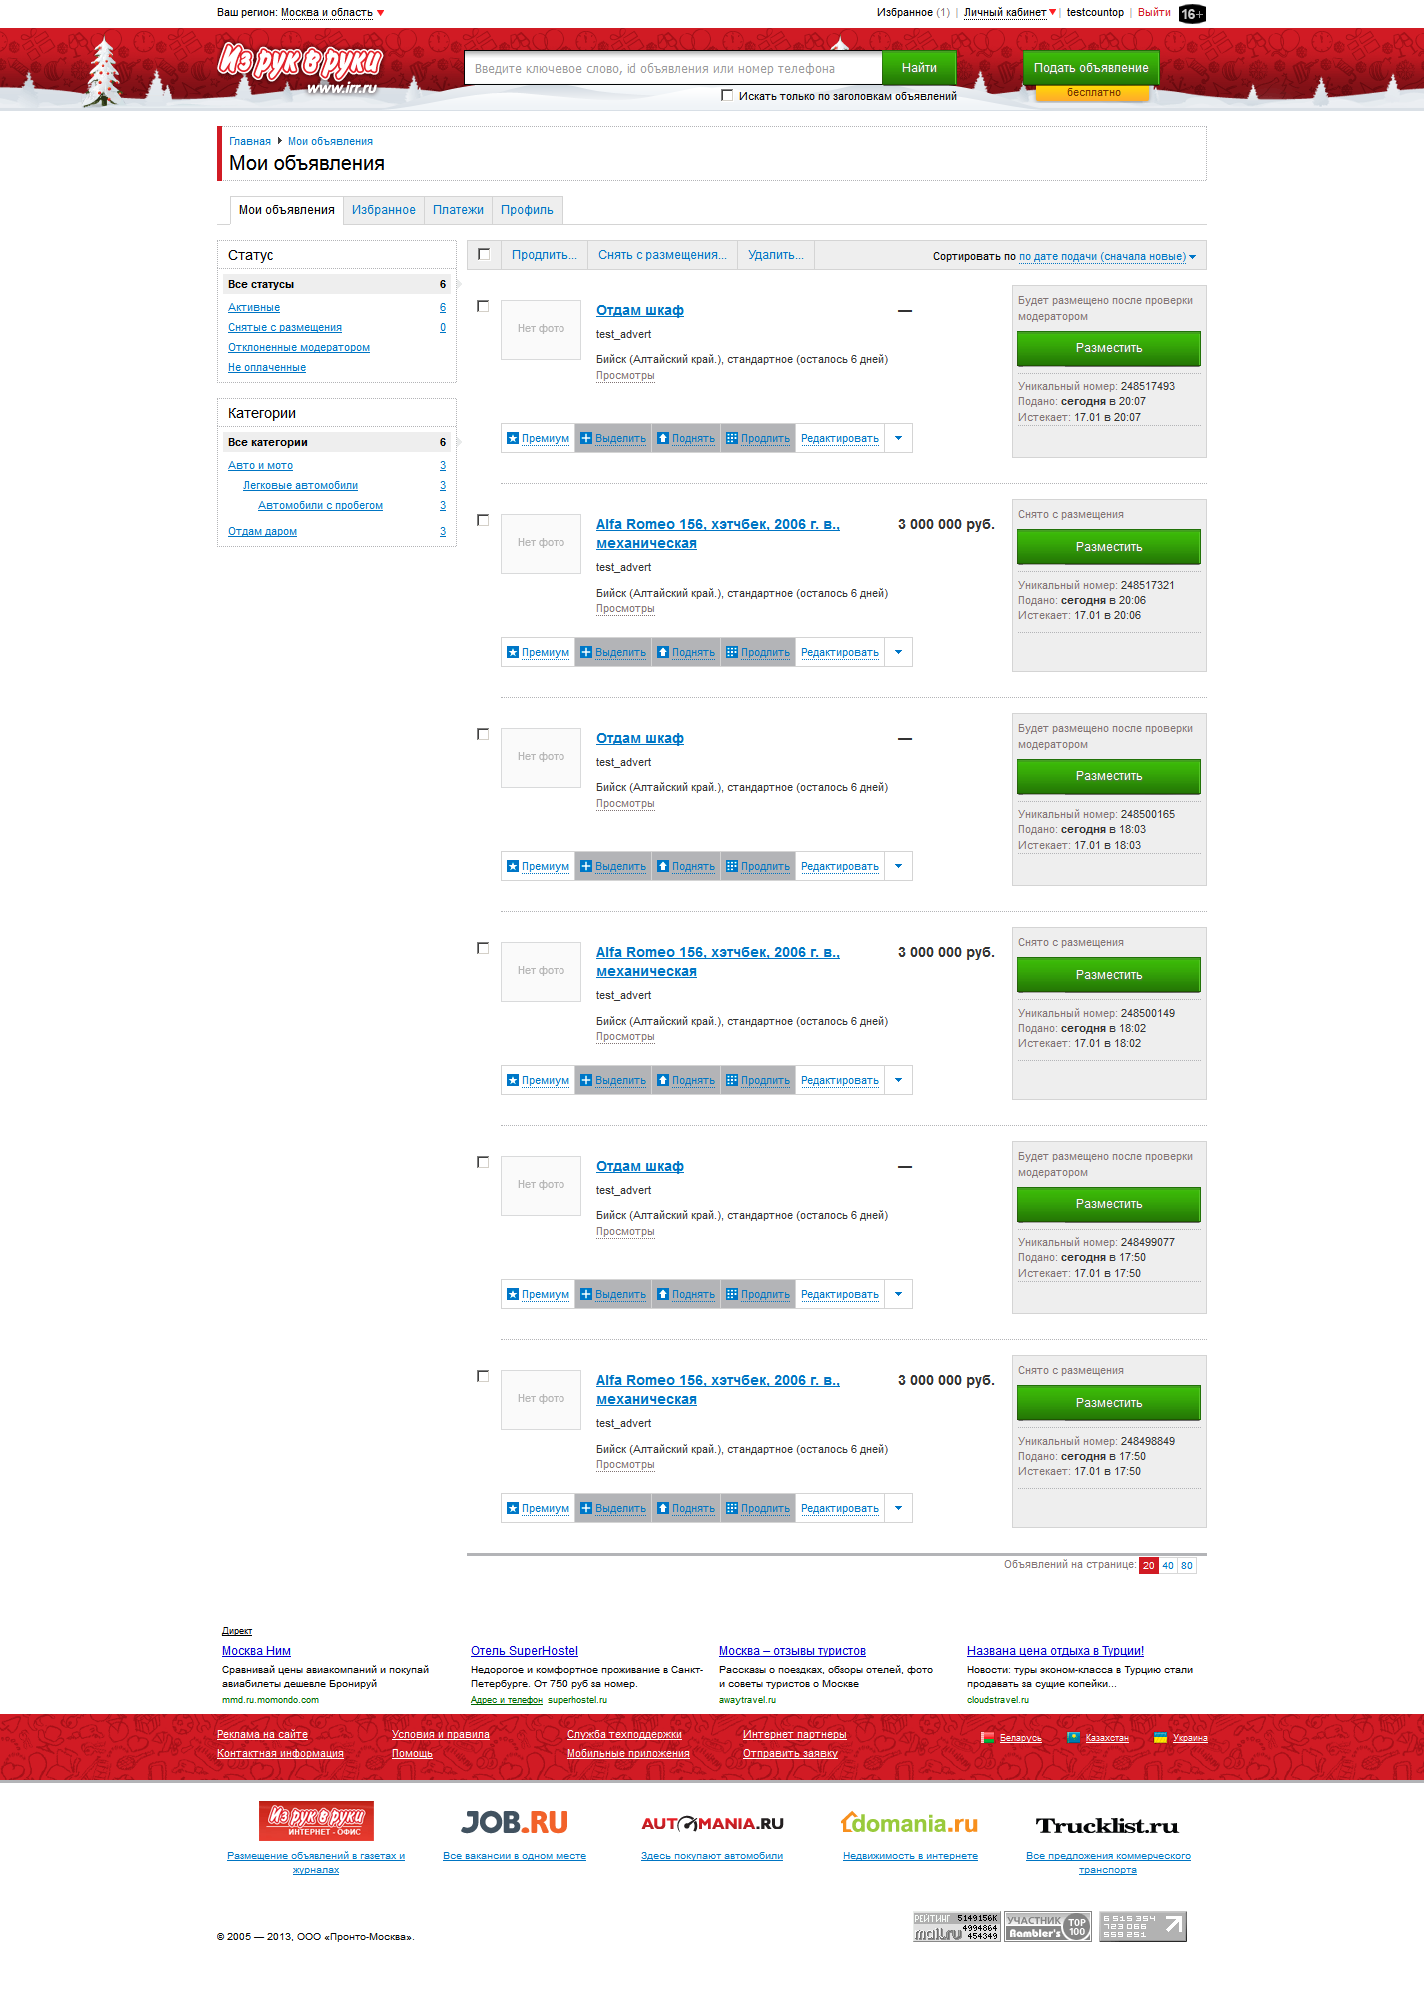 Ваш регион: Москва и область
Избранное (1) | Личный кабинет | testcountop | Выйти 16+
Из рук в руки
www.irr.ru
Введите ключевое слово, id объявления или номер телефона
Найти
Подать объявление
бесплатно
Искать только по заголовкам объявлений
Главная Мои объявления
Мои объявления
Мои объявления Избранное Платежи Профиль
Статус
Все статусы 6
Активные 6
Снятые с размещения 0
Отклоненные модератором
Не оплаченные
Категории
Все категории 6
Авто и мото 3
Легковые автомобили 3
Автомобили с пробегом 3
Отдам даром 3
Продлить... Снять с размещения... Удалить...
Сортировать по по дате подачи (сначала новые)
Нет фото
Отдам шкаф —
test_advert
Бийск (Алтайский край.), стандартное (осталось 6 дней)
Просмотры
Премиум Выделить Поднять Продлить Редактировать
Будет размещено после проверки
модератором
Разместить
Уникальный номер: 248517493
Подано: сегодня в 20:07
Истекает: 17.01 в 20:07
Нет фото
Alfa Romeo 156, хэтчбек, 2006 г. в., 3 000 000 руб.
механическая
test_advert
Бийск (Алтайский край.), стандартное (осталось 6 дней)
Просмотры
Премиум Выделить Поднять Продлить Редактировать
Снято с размещения
Разместить
Уникальный номер: 248517321
Подано: сегодня в 20:06
Истекает: 17.01 в 20:06
Нет фото
Отдам шкаф —
test_advert
Бийск (Алтайский край.), стандартное (осталось 6 дней)
Просмотры
Премиум Выделить Поднять Продлить Редактировать
Будет размещено после проверки
модератором
Разместить
Уникальный номер: 248500165
Подано: сегодня в 18:03
Истекает: 17.01 в 18:03
Нет фото
Alfa Romeo 156, хэтчбек, 2006 г. в., 3 000 000 руб.
механическая
test_advert
Бийск (Алтайский край.), стандартное (осталось 6 дней)
Просмотры
Премиум Выделить Поднять Продлить Редактировать
Снято с размещения
Разместить
Уникальный номер: 248500149
Подано: сегодня в 18:02
Истекает: 17.01 в 18:02
Нет фото
Отдам шкаф —
test_advert
Бийск (Алтайский край.), стандартное (осталось 6 дней)
Просмотры
Премиум Выделить Поднять Продлить Редактировать
Будет размещено после проверки
модератором
Разместить
Уникальный номер: 248499077
Подано: сегодня в 17:50
Истекает: 17.01 в 17:50
Нет фото
Alfa Romeo 156, хэтчбек, 2006 г. в., 3 000 000 руб.
механическая
test_advert
Бийск (Алтайский край.), стандартное (осталось 6 дней)
Просмотры
Премиум Выделить Поднять Продлить Редактировать
Снято с размещения
Разместить
Уникальный номер: 248498849
Подано: сегодня в 17:50
Истекает: 17.01 в 17:50
Объявлений на странице: 20 40 80
Директ
Москва Ним
Сравнивай цены авиакомпаний и покупай
авиабилеты дешевле Бронируй
mmd.ru.momondo.com
Отель SuperHostel
Недорогое и комфортное проживание в Санкт-
Петербурге. От 750 руб за номер.
Адрес и телефон superhostel.ru
Москва – отзывы туристов
Рассказы о поездках, обзоры отелей, фото
и советы туристов о Москве
awaytravel.ru
Названа цена отдыха в Турции!
Новости: туры эконом-класса в Турцию стали
продавать за сущие копейки...
cloudstravel.ru
Реклама на сайте Условия и правила Служба техподдержки Интернет партнеры
Беларусь Казахстан Украина
Контактная информация Помощь Мобильные приложения Отправить заявку
Из рук в руки
ИНТЕРНЕТ - ОФИС
JOB.RU
AUTOMANIA.RU
domania.ru
Trucklist.ru
Размещение объявлений в газетах и
журналах
Все вакансии в одном месте
Здесь покупают автомобили
Недвижимость в интернете
Все предложения коммерческого
транспорта
© 2005 — 2013, ООО «Пронто-Москва».
РЕЙТИНГ 5149156K
4994864
mail.ru 454349
УЧАСТНИК TOP
Rambler's 100
6 515 354
723 066
559 251